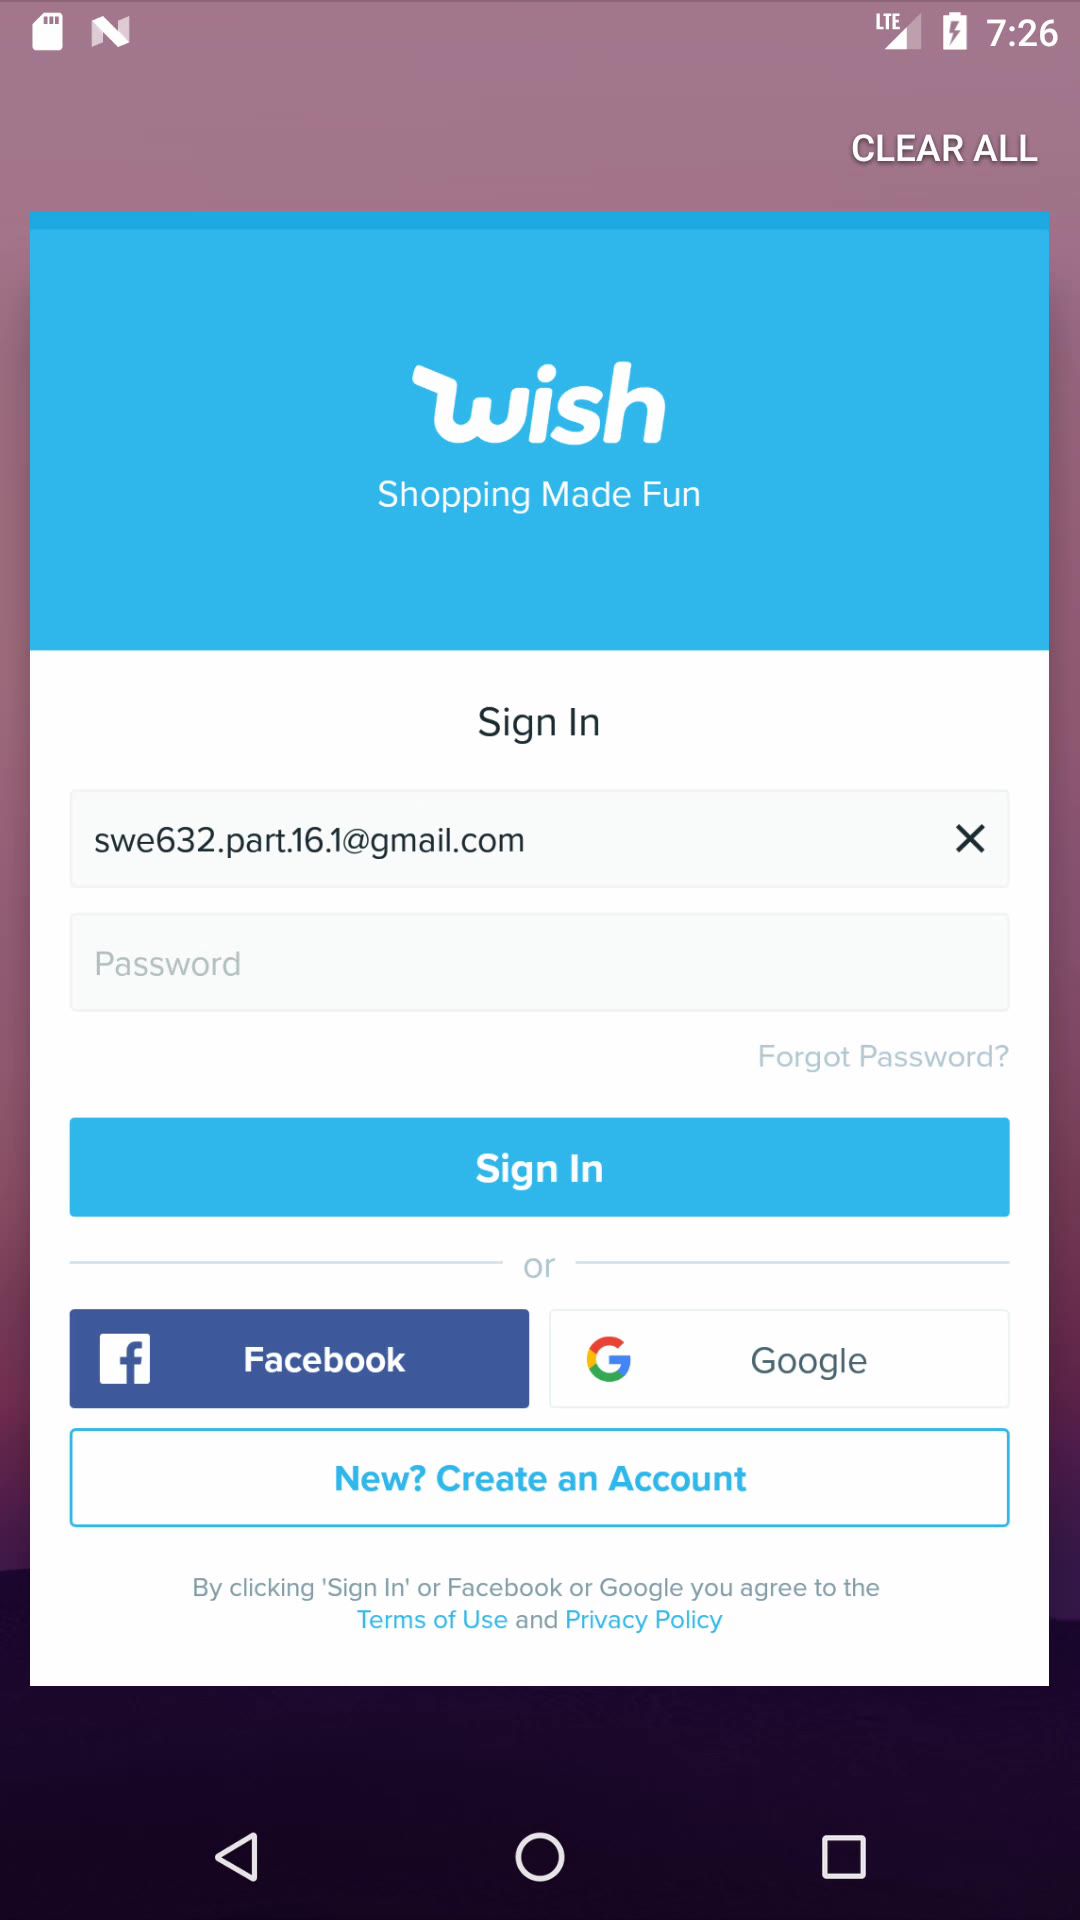 LTE 7:26
CLEAR ALL
wish
Shopping Made Fun
Sign In
swe632.part.16.1@gmail.com
Password
Forgot Password?
Sign In
or
Facebook
Google
New? Create an Account
By clicking 'Sign In' or Facebook or Google you agree to the
Terms of Use and Privacy Policy